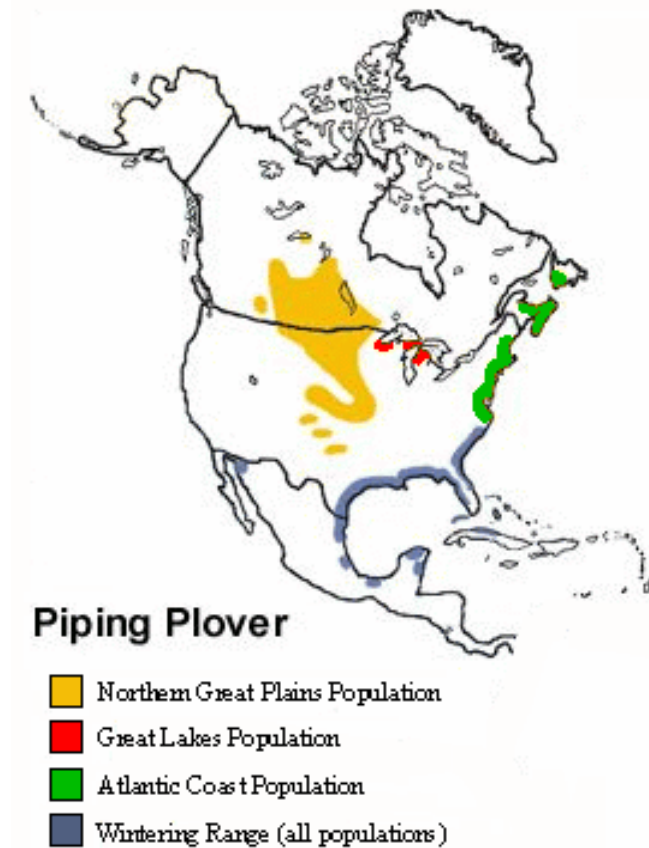 Piping Plover
Northern Great Plains Population
Great Lakes Population
Atlantic Coast Population
Wintering Range (all populations)